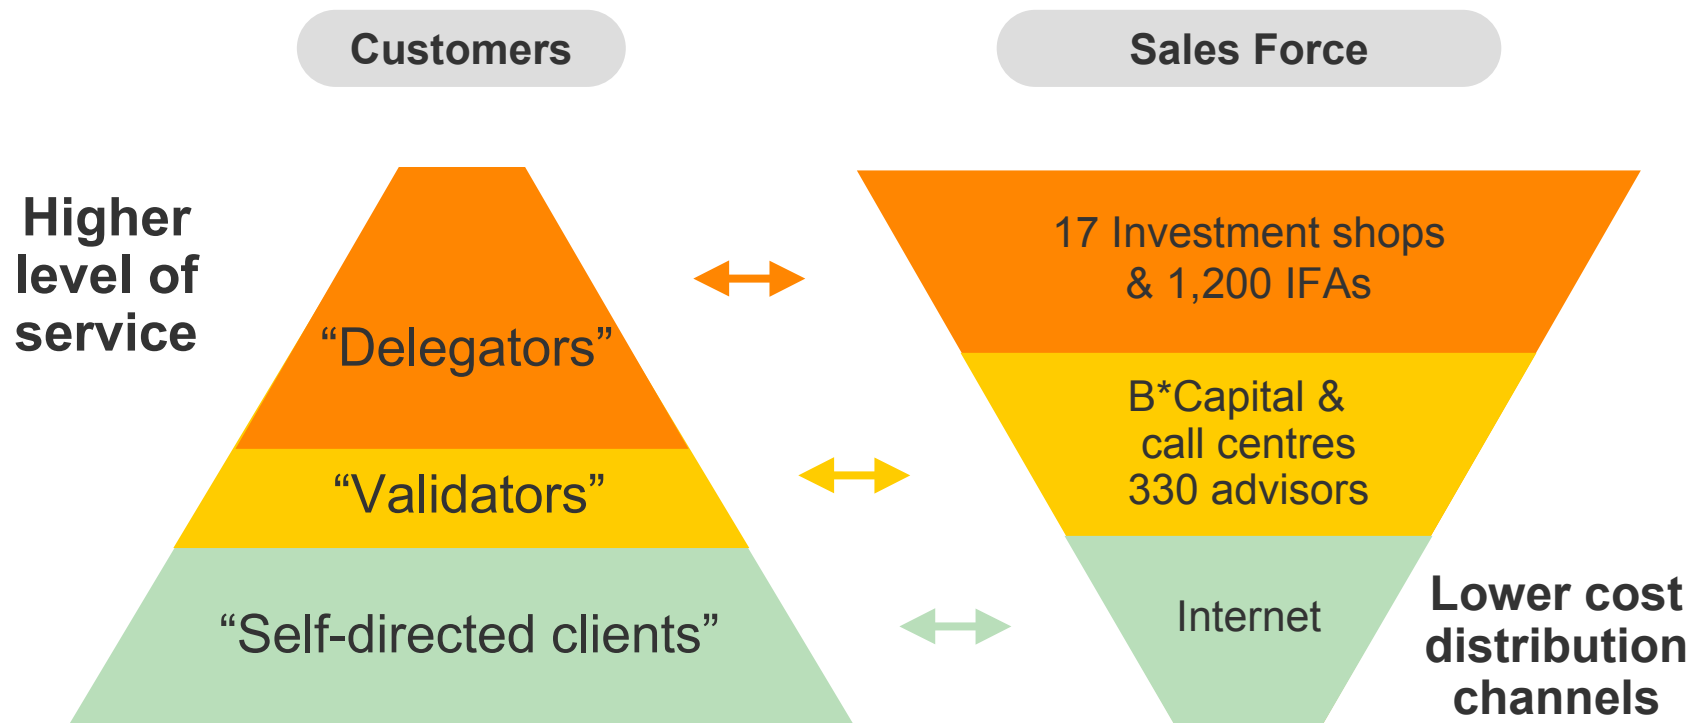 Customers
Sales Force
Higher
level of
service
“Delegators”
“Validators”
“Self-directed clients”
17 Investment shops
& 1,200 IFAs
B*Capital &
call centres
330 advisors
Internet
Lower cost
distribution
channels